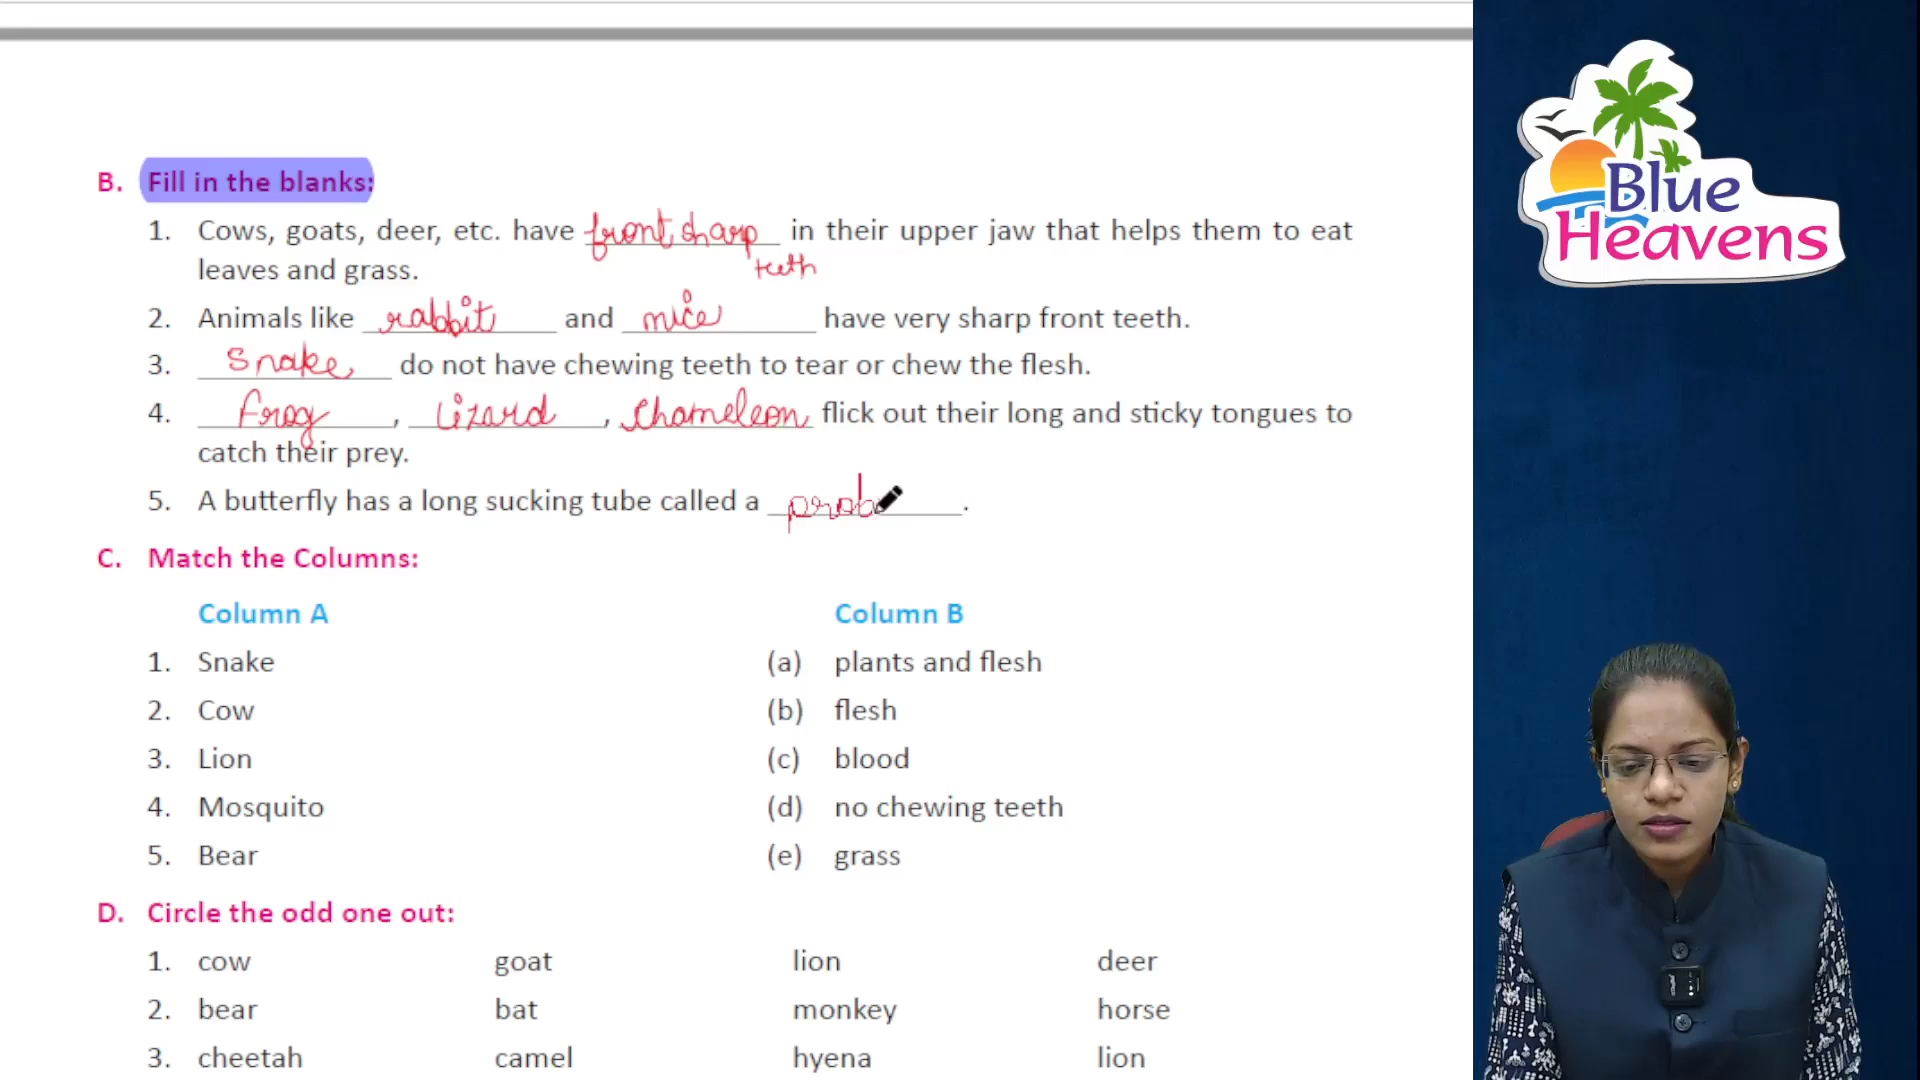 B. Fill in the blanks:
1. Cows, goats, deer, etc. have front sharp in their upper jaw that helps them to eat
teeth
leaves and grass.
2. Animals like rabbit and mice have very sharp front teeth.
3. Snake do not have chewing teeth to tear or chew the flesh.
4. Frog, Lizard, Chameleon flick out their long and sticky tongues to
catch their prey.
5. A butterfly has a long sucking tube called a prob.
C. Match the Columns:
Column A Column B
1. Snake (a) plants and flesh
2. Cow (b) flesh
3. Lion (c) blood
4. Mosquito (d) no chewing teeth
5. Bear (e) grass
D. Circle the odd one out:
1. cow goat lion deer
2. bear bat monkey horse
3. cheetah camel hyena lion
Blue
Heavens